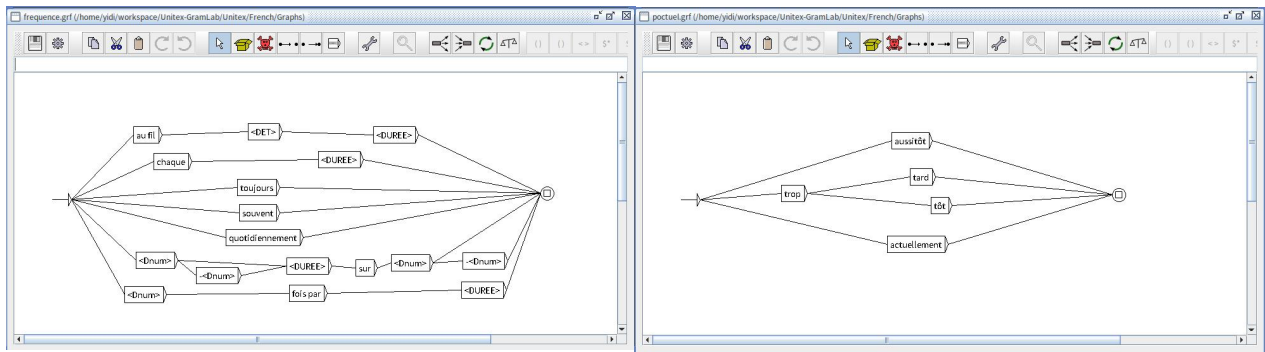 frequence.grf (/home/yidi/workspace/Unitex-GramLab/Unitex/French/Graphs)
au fil <DET> <DUREE>
chaque <DUREE>
toujours
souvent
quotidiennement
<Dnum> -<Dnum> <DUREE> sur <Dnum> -<Dnum>
<Dnum> fois par <DUREE>
poctuel.grf (/home/yidi/workspace/Unitex-GramLab/Unitex/French/Graphs)
aussitôt
trop tard
tôt
actuellement